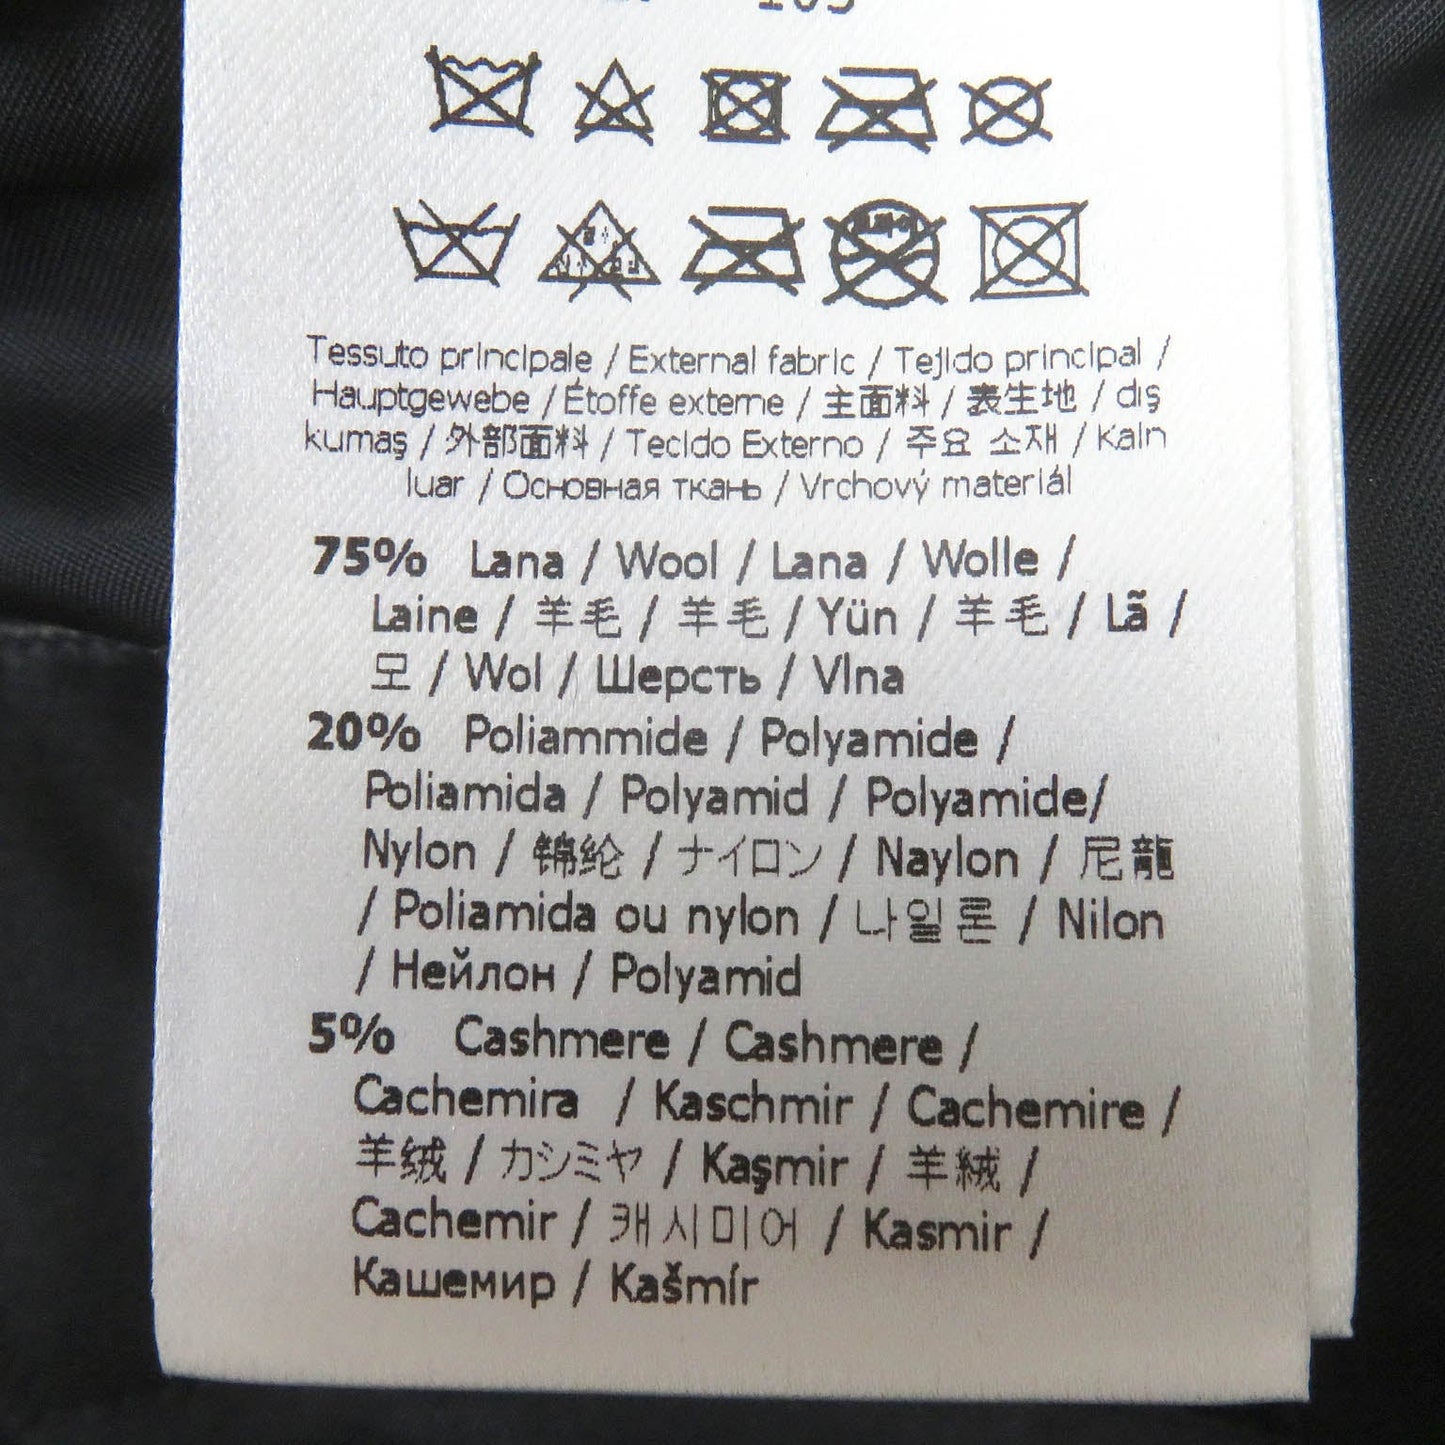 Tessuto principale / External fabric / Tejido principal /
Hauptgewebe / Étoffe externe / 主面料 / 表生地 / dış
kumaş / 外部面料 / Tecido Externo / 주요 소재 / Kain
luar / Основная ткань / Vrchový materiál
75% Lana / Wool / Lana / Wolle /
Laine / 羊毛 / 羊毛 / Yün / 羊毛 / Lã /
모 / Wol / Шерсть / Vlna
20% Poliammide / Polyamide /
Poliamida / Polyamid / Polyamide/
Nylon / 锦纶 / ナイロン / Naylon / 尼龍
/ Poliamida ou nylon / 나일론 / Nilon
/ Нейлон / Polyamid
5% Cashmere / Cashmere /
Cachemira / Kaschmir / Cachemire /
羊绒 / カシミヤ / Kaşmir / 羊絨 /
Cachemir / 캐시미어 / Kasmir /
Кашемир / Kašmír